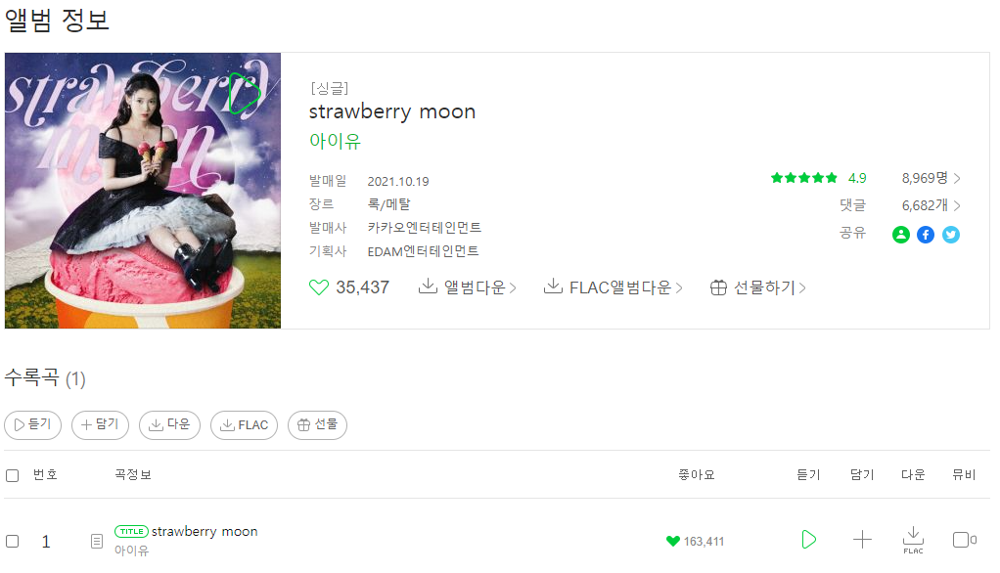 앨범 정보
strawberry
moon
[싱글]
strawberry moon
아이유
발매일 2021.10.19
장르 록/메탈
발매사 카카오엔터테인먼트
기획사 EDAM엔터테인먼트
4.9 8,969명
댓글 6,682개
공유
35,437 앨범다운 FLAC앨범다운 선물하기
수록곡 (1)
듣기 담기 다운 FLAC 선물
번호 곡정보 좋아요 듣기 담기 다운 뮤비
1 TITLE strawberry moon 163,411 FLAC
아이유